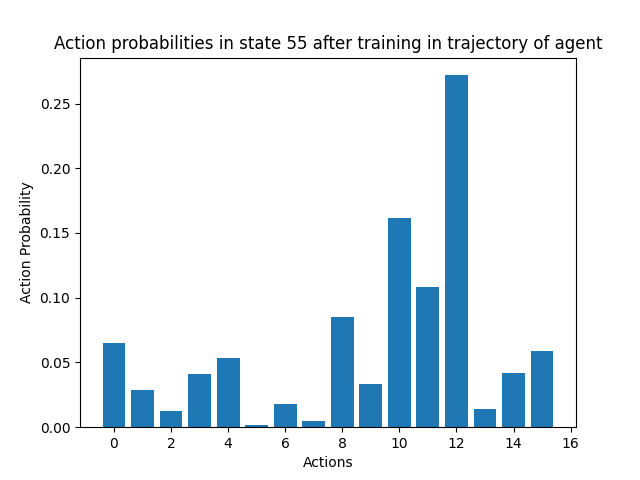 Action probabilities in state 55 after training in trajectory of agent
Action Probability
0.25
0.20
0.15
0.10
0.05
0.00
0 2 4 6 8 10 12 14 16
Actions